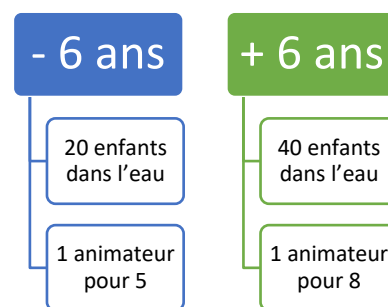 - 6 ans
20 enfants
dans l’eau
1 animateur
pour 5
+ 6 ans
40 enfants
dans l’eau
1 animateur
pour 8